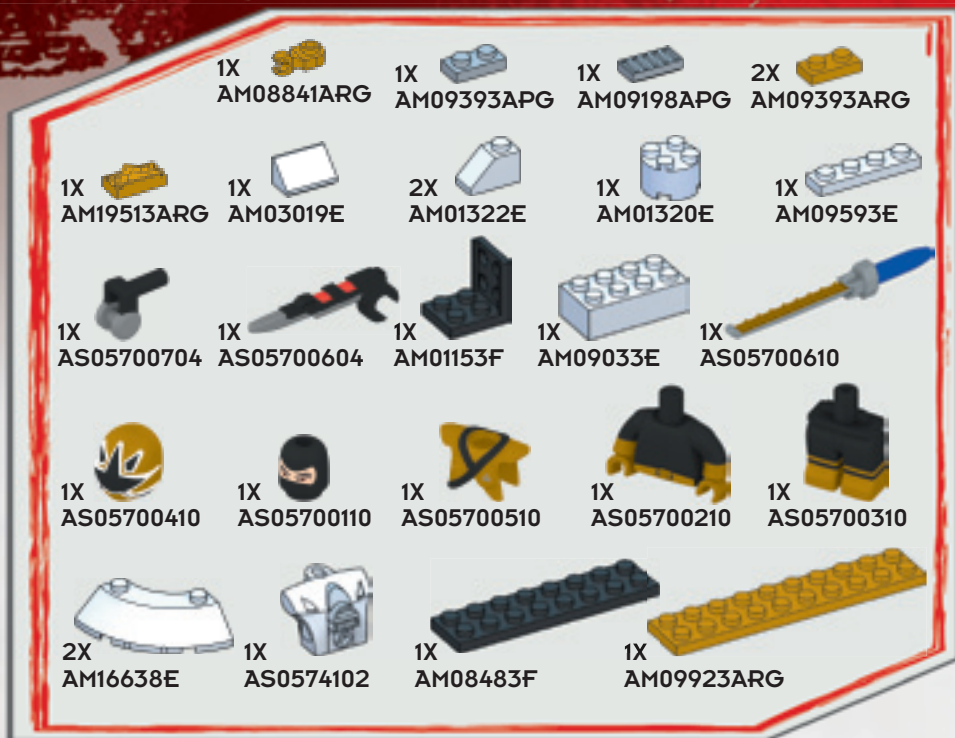 1X
AM08841ARG
1X
AM09393APG
1X
AM09198APG
2X
AM09393ARG
1X
AM19513ARG
1X
AM03019E
2X
AM01322E
1X
AM01320E
1X
AM09593E
1X
AS05700704
1X
AS05700604
1X
AM01153F
1X
AM09033E
1X
AS05700610
1X
AS05700410
1X
AS05700110
1X
AS05700510
1X
AS05700210
1X
AS05700310
2X
AM16638E
1X
AS0574102
1X
AM08483F
1X
AM09923ARG